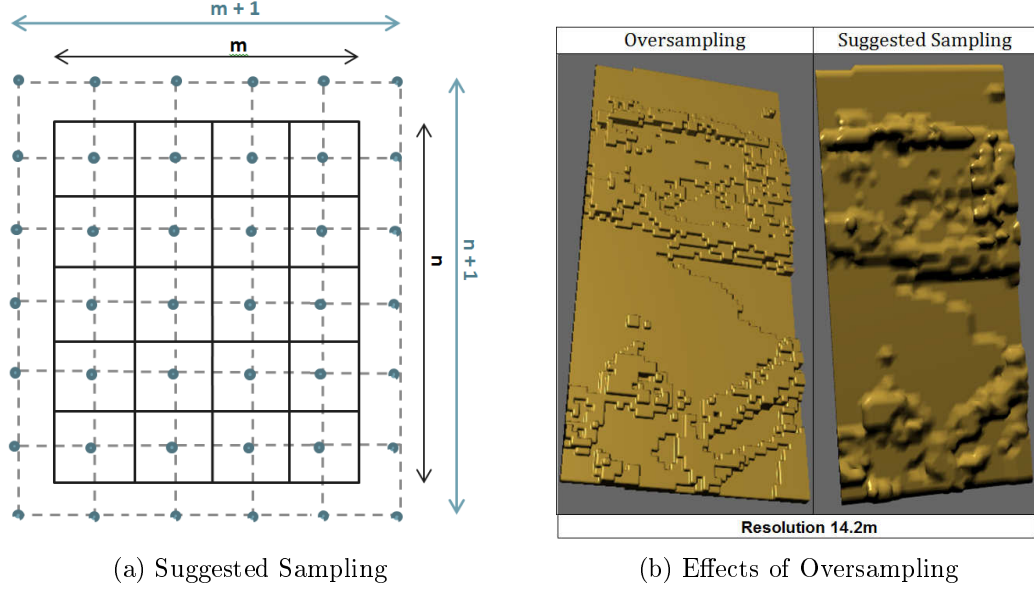 m + 1
m
n
n + 1
(a) Suggested Sampling
Oversampling
Suggested Sampling
Resolution 14.2m
(b) Effects of Oversampling